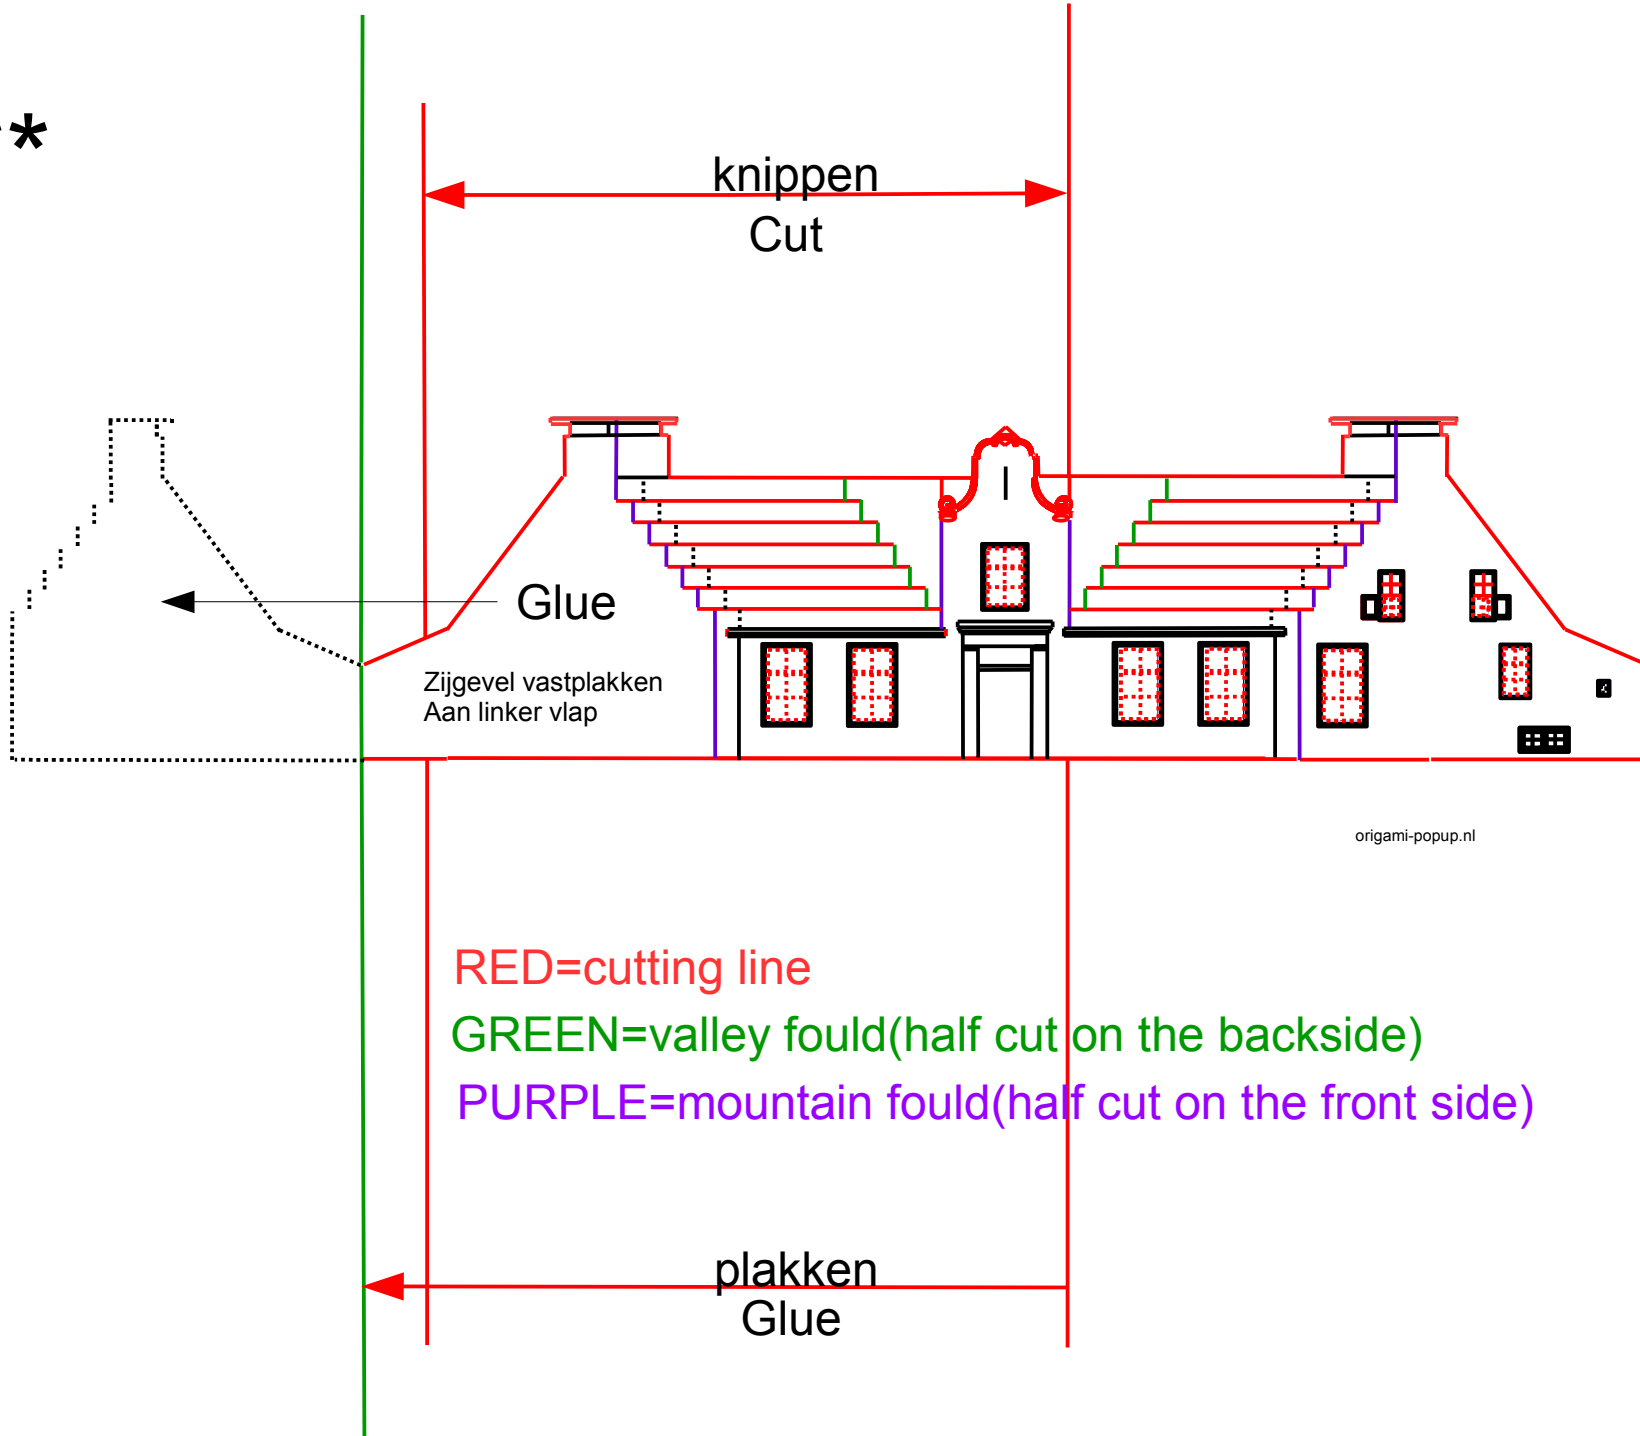 **
knippen
Cut
Glue
Zijgevel vastplakken
Aan linker vlap
origami-popup.nl
RED=cutting line
GREEN=valley fould(half cut on the backside)
PURPLE=mountain fould(half cut on the front side)
plakken
Glue